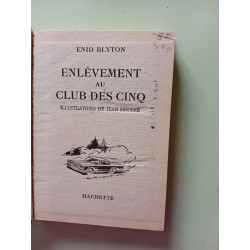 ENID BLYTON
ENLÈVEMENT
AU
CLUB DES CINQ
ILLUSTRATIONS DE JEAN SIDOBRE
HACHETTE